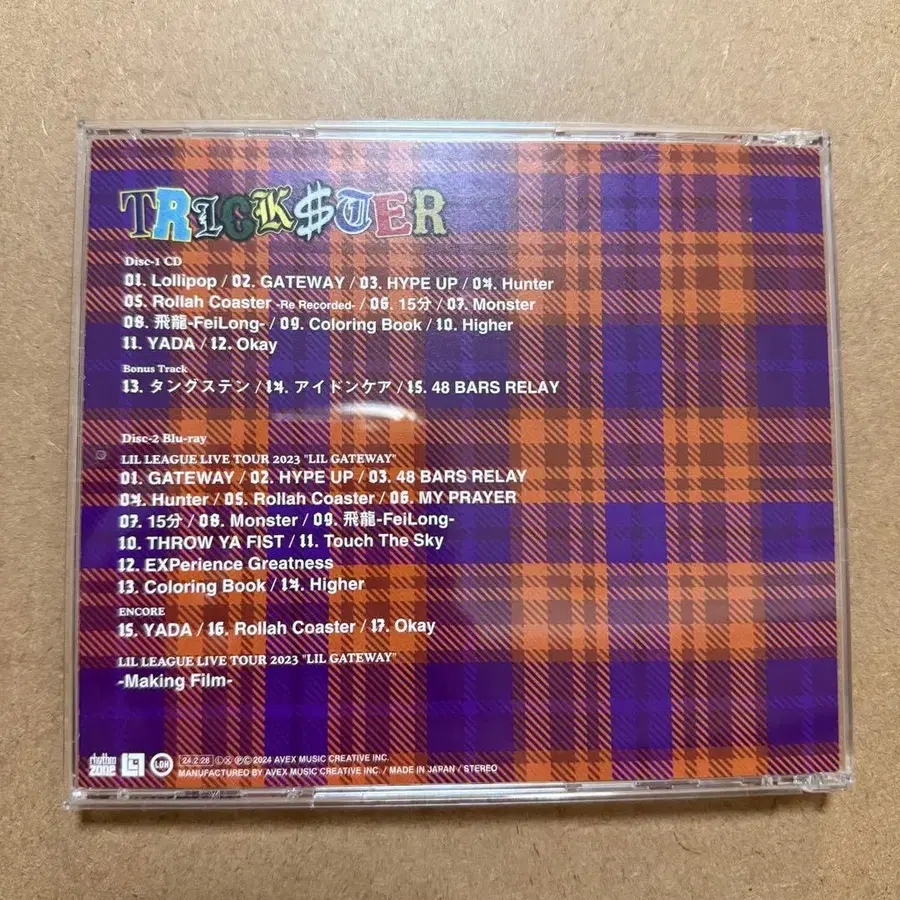 TRICK$TER
Disc-1 CD
01. Lollipop / 02. GATEWAY / 03. HYPE UP / 04. Hunter
05. Rollah Coaster -Re Recorded- / 06. 15分 / 07. Monster
08. 飛龍-FeiLong- / 09. Coloring Book / 10. Higher
11. YADA / 12. Okay
Bonus Track
13. タングステン / 14. アイドンケア / 15. 48 BARS RELAY
Disc-2 Blu-ray
LIL LEAGUE LIVE TOUR 2023 "LIL GATEWAY"
01. GATEWAY / 02. HYPE UP / 03. 48 BARS RELAY
04. Hunter / 05. Rollah Coaster / 06. MY PRAYER
07. 15分 / 08. Monster / 09. 飛龍-FeiLong-
10. THROW YA FIST / 11. Touch The Sky
12. EXPerience Greatness
13. Coloring Book / 14. Higher
ENCORE
15. YADA / 16. Rollah Coaster / 17. Okay
LIL LEAGUE LIVE TOUR 2023 "LIL GATEWAY"
-Making Film-
rhythm zone LDH 24.2.28 Ⓛ Ⓧ ⓅⒸ2024 AVEX MUSIC CREATIVE INC.
MANUFACTURED BY AVEX MUSIC CREATIVE INC. / MADE IN JAPAN / STEREO